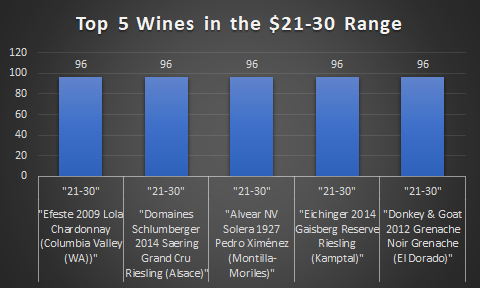 Top 5 Wines in the $21-30 Range
120
100
80
60
40
20
0
96
96
96
96
96
"21-30"
"21-30"
"21-30"
"21-30"
"21-30"
"Efeste 2009 Lola
Chardonnay
(Columbia Valley
(WA))"
"Domaines
Schlumberger
2014 Saering
Grand Cru
Riesling (Alsace)"
"Alvear NV
Solera 1927
Pedro Ximénez
(Montilla-
Moriles)"
"Eichinger 2014
Gaisberg Reserve
Riesling
(Kamptal)"
"Donkey & Goat
2012 Grenache
Noir Grenache
(El Dorado)"